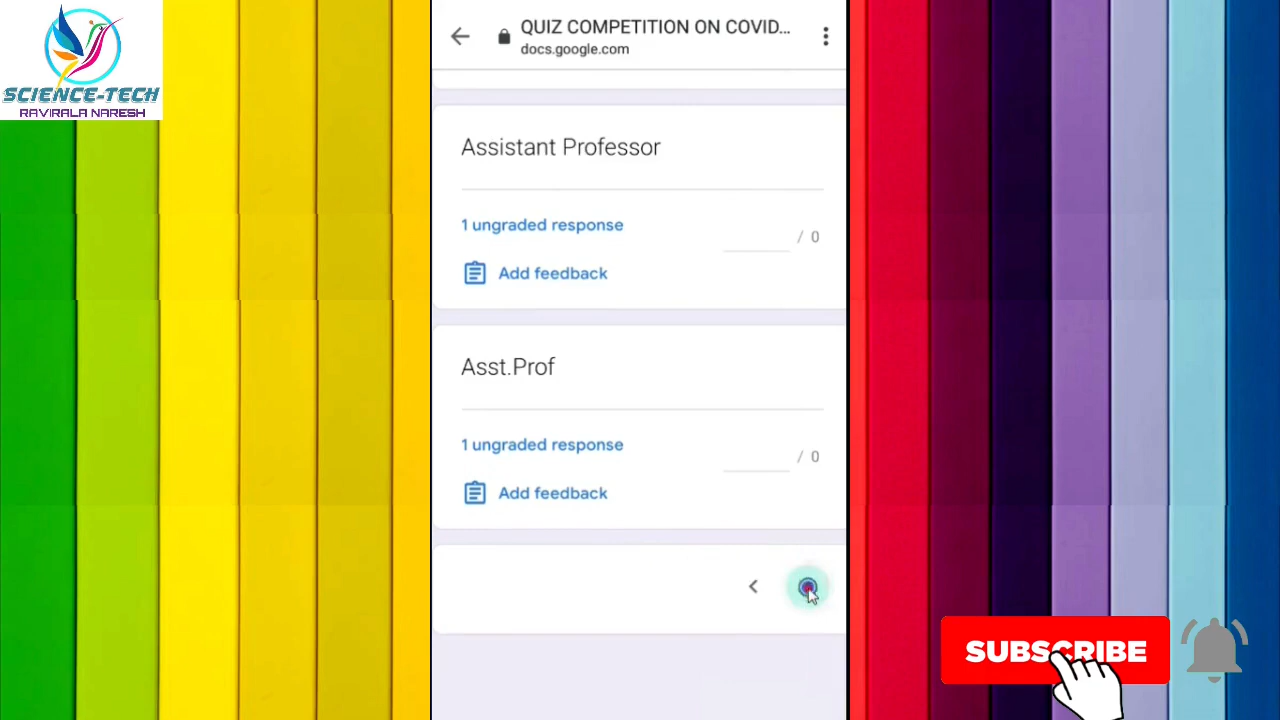 SCIENCE-TECH
RAVIRALA NARESH
QUIZ COMPETITION ON COVID...
docs.google.com
Assistant Professor
1 ungraded response
/ 0
Add feedback
Asst.Prof
1 ungraded response
/ 0
Add feedback
SUBSCRIBE